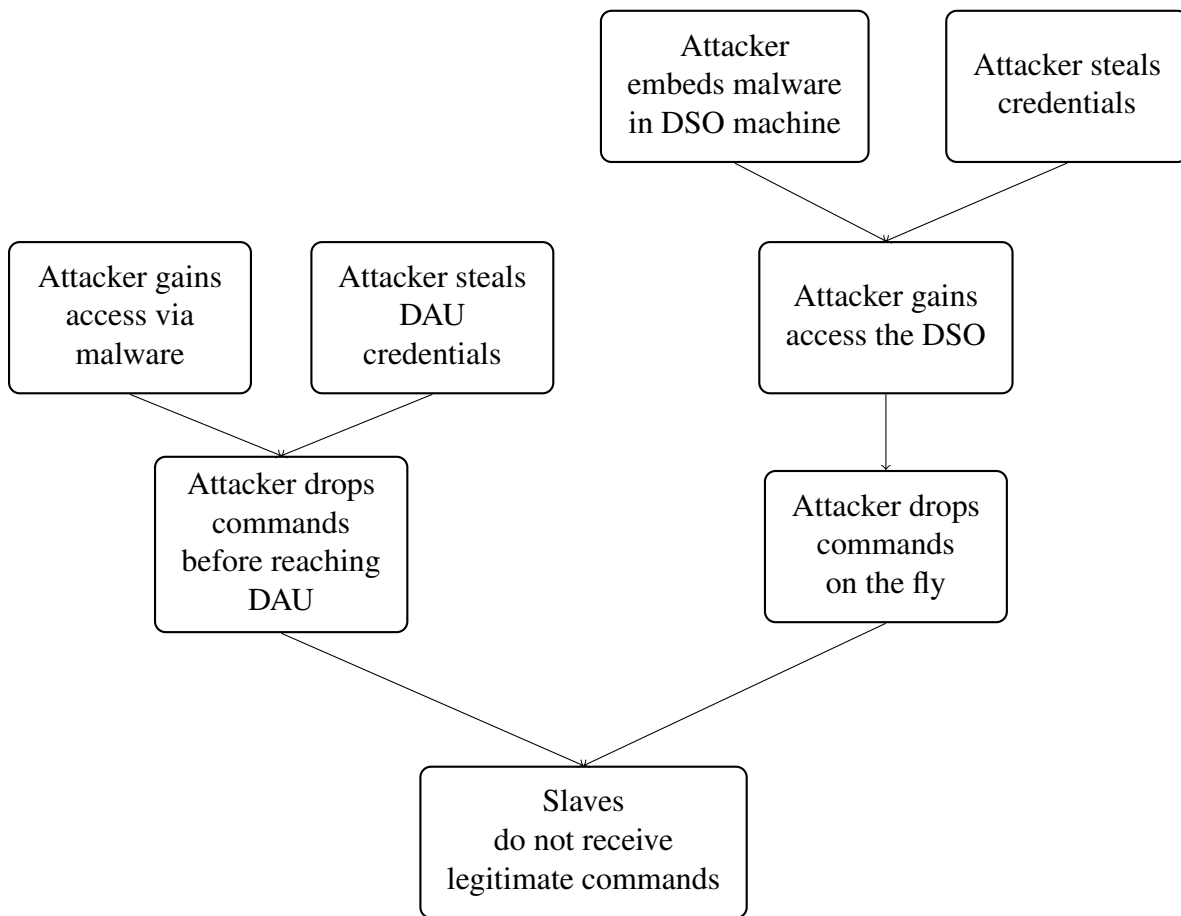 Attacker
embeds malware
in DSO machine
Attacker steals
credentials
Attacker gains
access via
malware
Attacker steals
DAU
credentials
Attacker gains
access the DSO
Attacker drops
commands
before reaching
DAU
Attacker drops
commands
on the fly
Slaves
do not receive
legitimate commands